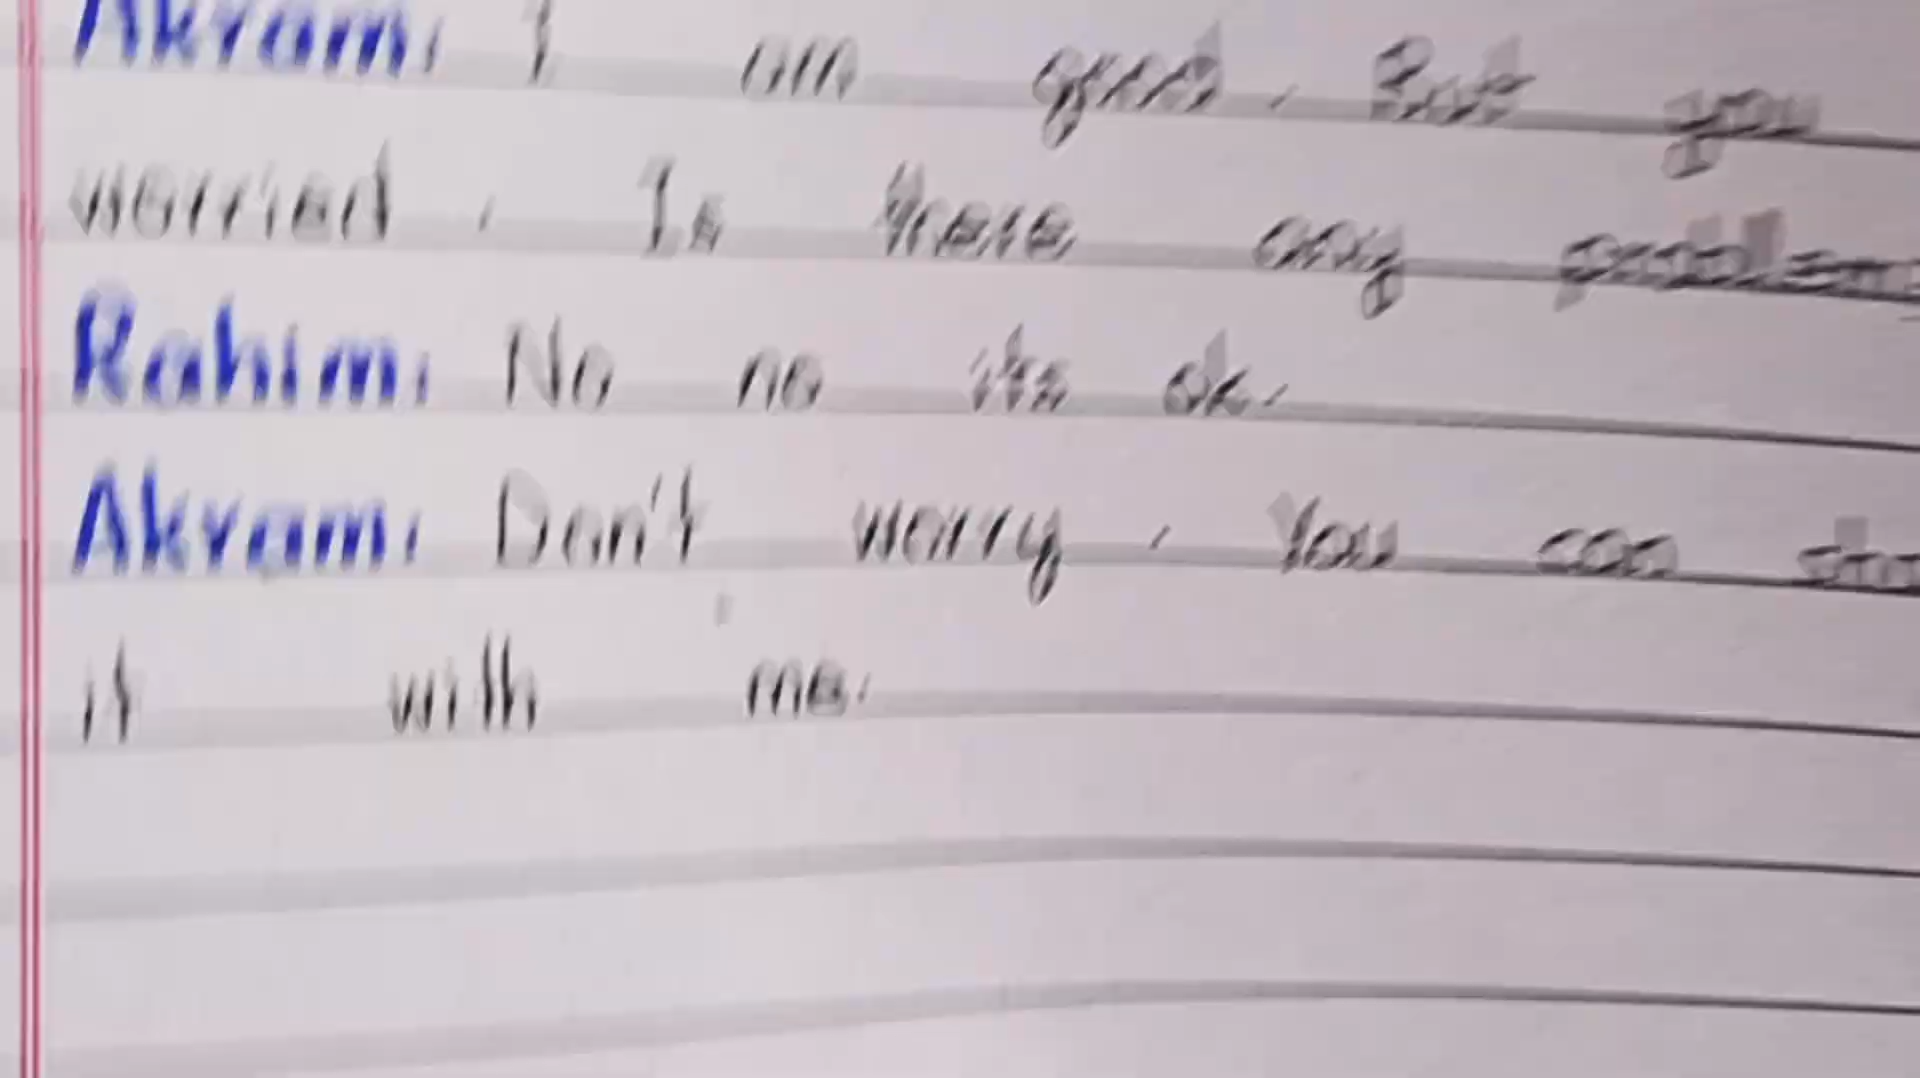 Akram: I am good. But you
worried. Is there any problem
Rahim: No no its ok.
Akram: Don't worry. You can
it with me.